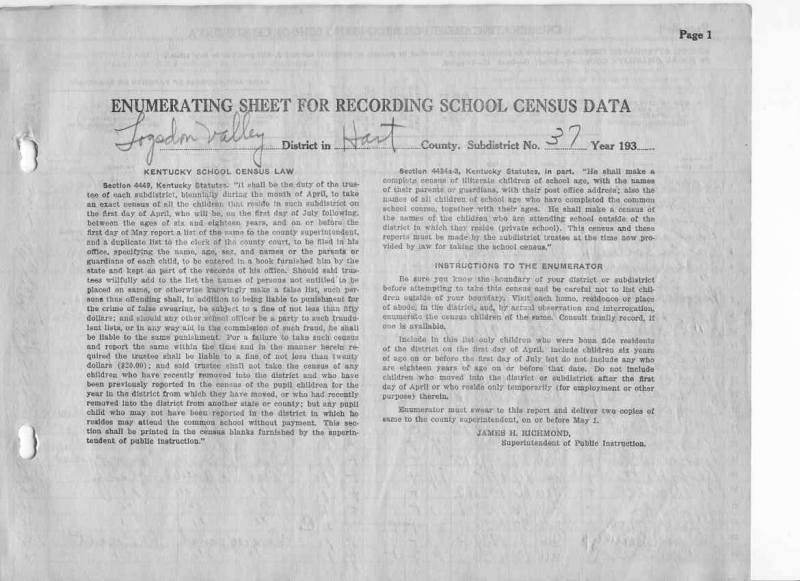 Page 1
ENUMERATING SHEET FOR RECORDING SCHOOL CENSUS DATA
Logsdon Valley District in Hart County. Subdistrict No. 37 Year 193
KENTUCKY SCHOOL CENSUS LAW
Section 4449, Kentucky Statutes. "It shall be the duty of the trus-
tee of each subdistrict, biennially during the month of April, to take
an exact census of all the children that reside in such subdistrict on
the first day of April, who will be, on the first day of July following,
between the ages of six and eighteen years, and on or before the
first day of May report a list of the same to the county superintendent,
and a duplicate list to the clerk of the county court, to be filed in his
office, specifying the name, age, sex, and names or the parents or
guardians of each child, to be entered in a book furnished him by the
state and kept as part of the records of his office. Should said trus-
tees willfully add to the list the names of persons not entitled to be
placed on same, or otherwise knowingly make a false list, such per-
sons thus offending shall, in addition to being liable to punishment for
the crime of false swearing, be subject to a fine of not less than fifty
dollars; and should any other school officer be a party to such fraudu-
lent lists, or in any way aid in the commission of such fraud, he shall
be liable to the same punishment. For a failure to take such census
and report the same within the time and in the manner herein re-
quired the trustee shall be liable to a fine of not less than twenty
dollars ($20.00); and said trustee shall not take the census of any
children who have recently removed into the district and who have
been previously reported in the census of the pupil children for the
year in the district from which they have moved, or who had recently
removed into the district from another state or county; but any pupil
child who may not have been reported in the district in which he
resides may attend the common school without payment. This sec-
tion shall be printed in the census blanks furnished by the superin-
tendent of public instruction."
Section 4434a-3, Kentucky Statutes, in part. "He shall make a
complete census of illiterate children of school age, with the names
of their parents or guardians, with their post office address; also the
names of all children of school age who have completed the common
school course, together with their ages. He shall make a census of
the names of the children who are attending school outside of the
district in which they reside (private school). This census and these
reports must be made by the subdistrict trustee at the time now pro-
vided by law for taking the school census."
INSTRUCTIONS TO THE ENUMERATOR
Be sure you know the boundary of your district or subdistrict
before attempting to take this census and be careful not to list chil-
dren outside of your boundary. Visit each home, residence or place
of abode, in the district, and, by actual observation and interrogation,
enumerate the census children of the same. Consult family record, if
one is available.
Include in this list only children who were bona fide residents
of the district on the first day of April, include children six years
of age on or before the first day of July but do not include any who
are eighteen years of age on or before that date. Do not include
children who moved into the district or subdistrict after the first
day of April or who reside only temporarily (for employment or other
purpose) therein.
Enumerator must swear to this report and deliver two copies of
same to the county superintendent, on or before May 1.
JAMES H. RICHMOND,
Superintendent of Public Instruction.